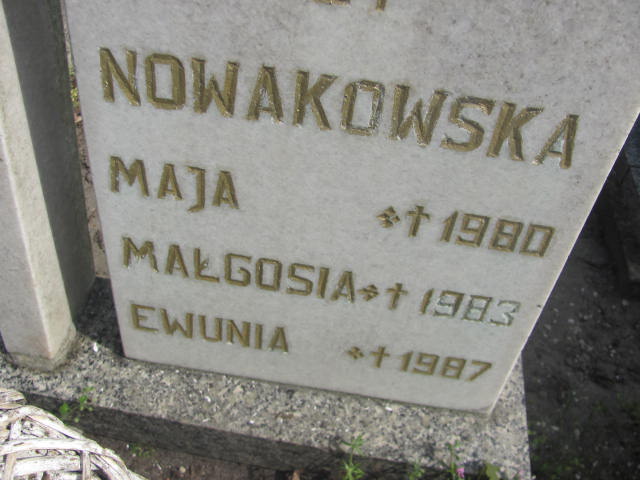 NOWAKOWSKA
MAJA * † 1980
MAŁGOSIA * † 1983
EWUNIA * † 1987